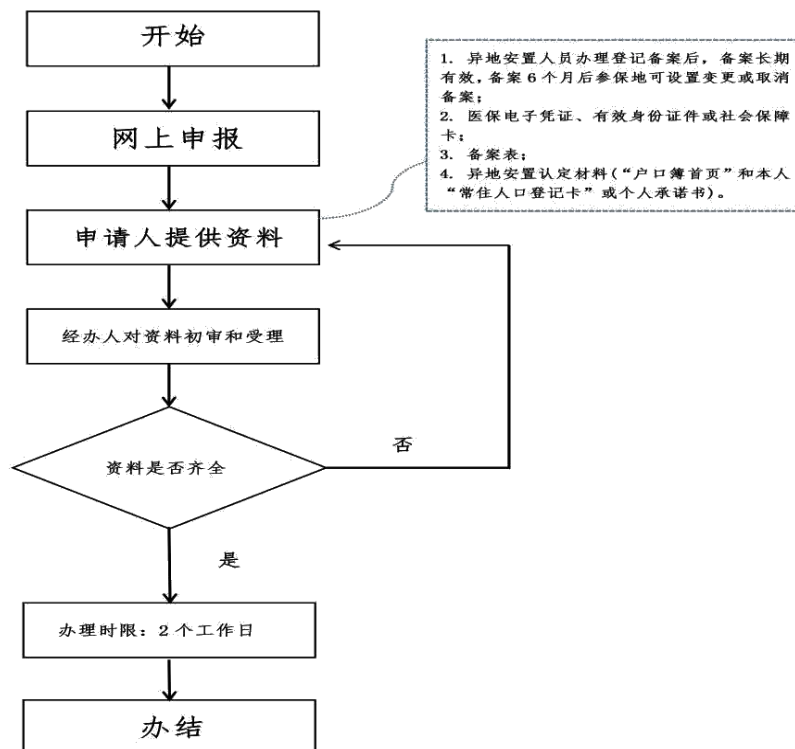 开始
网上申报
申请人提供资料
1. 异地安置人员办理登记备案后，备案长期
有效，备案6个月后参保地可设置变更或取消
备案；
2. 医保电子凭证、有效身份证件或社会保障
卡；
3. 备案表；
4. 异地安置认定材料(“户口簿首页”和本人
“常住人口登记卡”或个人承诺书)。
经办人对资料初审和受理
资料是否齐全
否
是
办理时限：2个工作日
办结